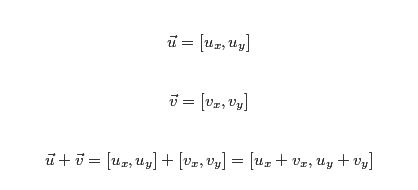 $\vec{u} = [u_x, u_y]$
$\vec{v} = [v_x, v_y]$
$\vec{u} + \vec{v} = [u_x, u_y] + [v_x, v_y] = [u_x + v_x, u_y + v_y]$